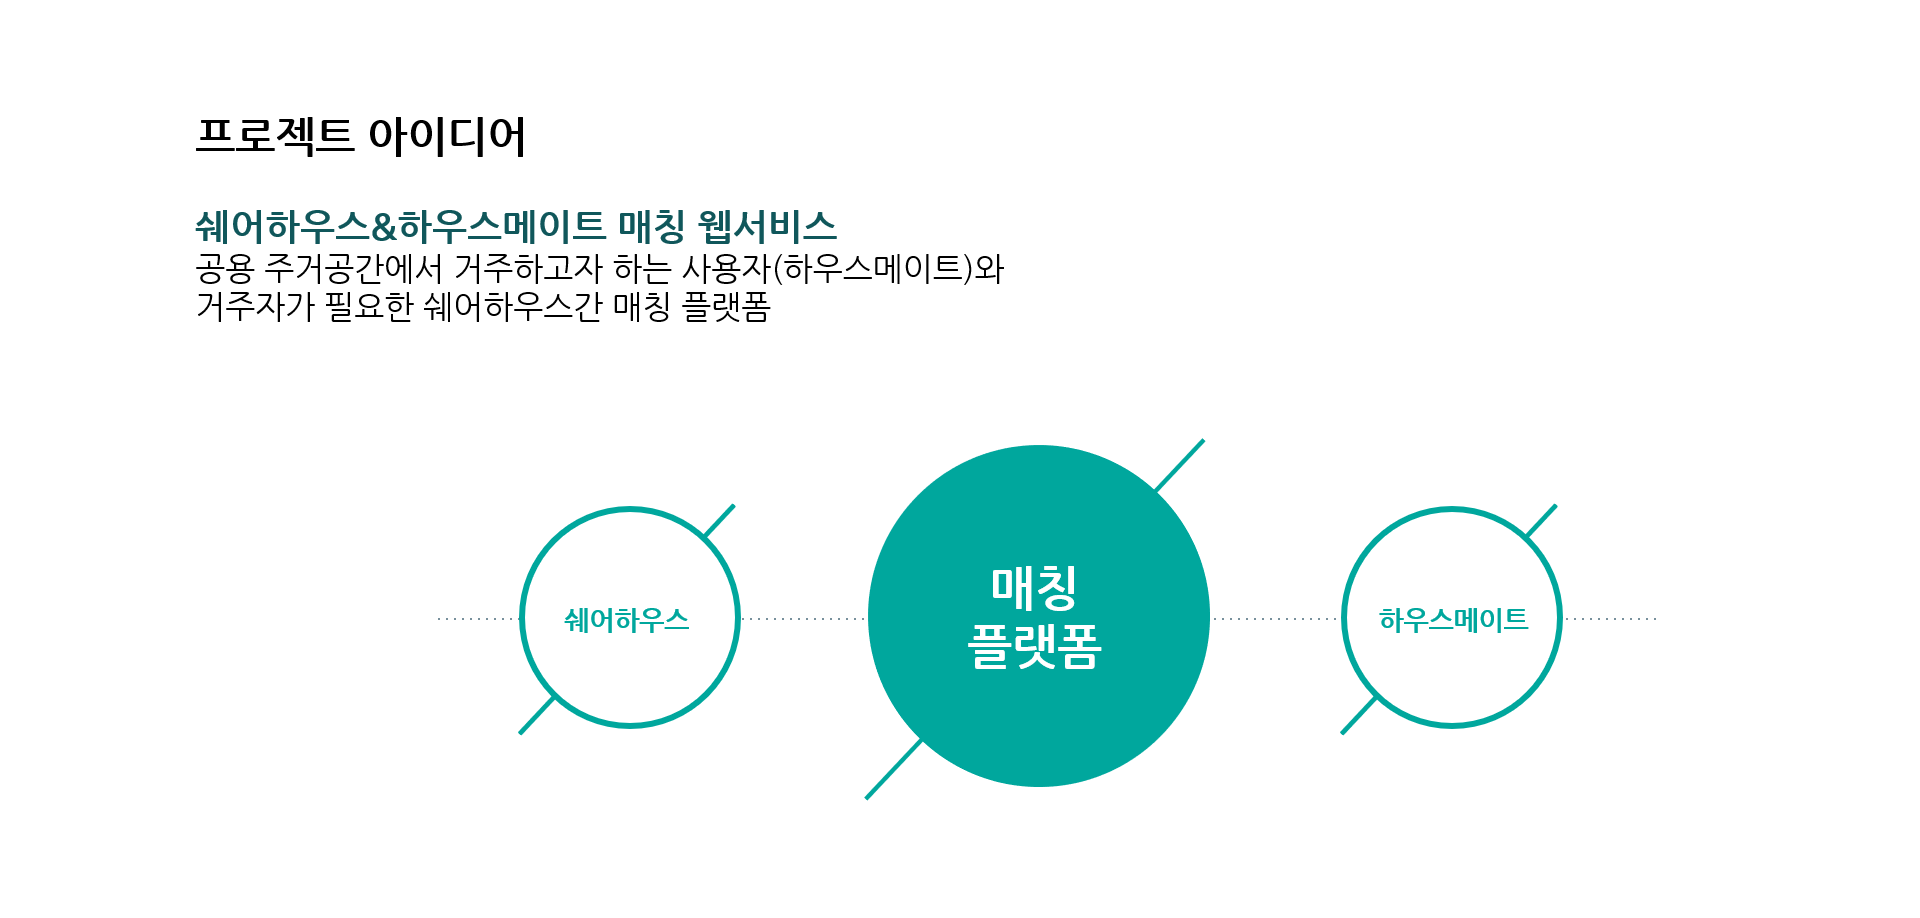 프로젝트 아이디어
쉐어하우스&하우스메이트 매칭 웹서비스
공용 주거공간에서 거주하고자 하는 사용자(하우스메이트)와
거주자가 필요한 쉐어하우스간 매칭 플랫폼
쉐어하우스
매칭
플랫폼
하우스메이트